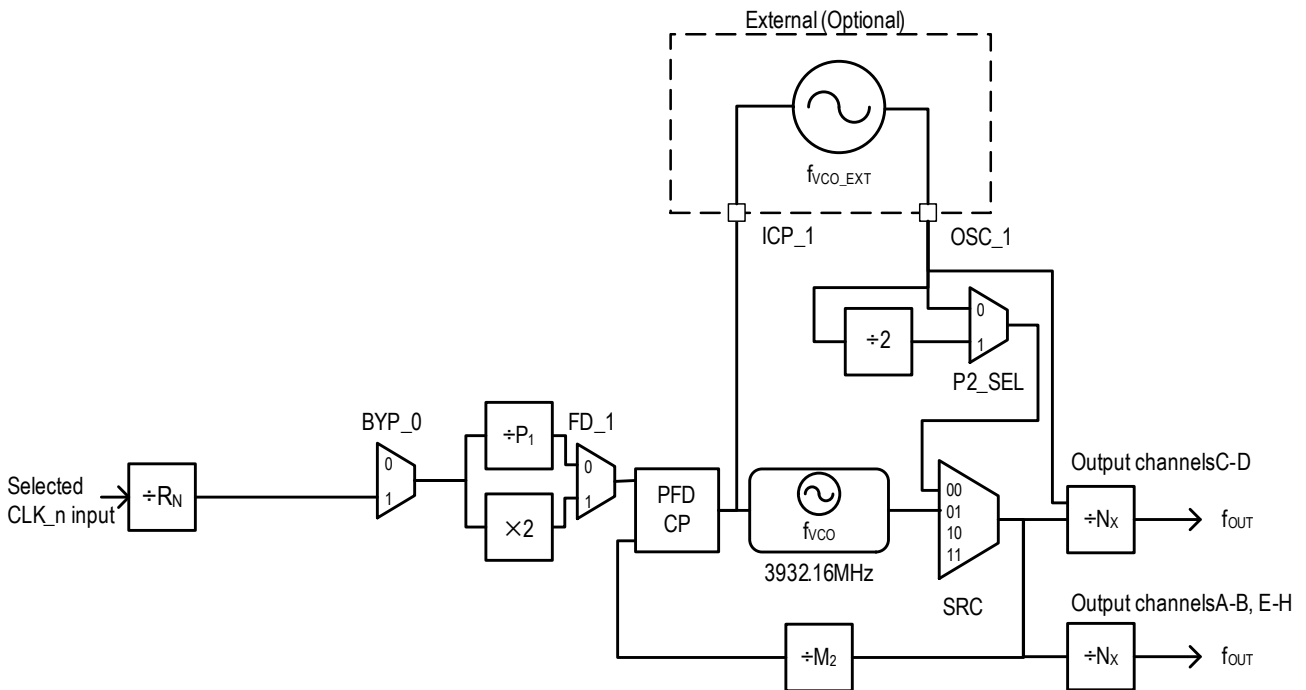 External (Optional)
fVCO_EXT
ICP_1
OSC_1
0
÷2
1
P2_SEL
BYP_0
÷P1
FD_1
0
0
1
1
Selected
CLK_n input
÷RN
×2
PFD
CP
fVCO
3932.16MHz
00
01
10
11
SRC
Output channelsC-D
÷NX
fOUT
Output channelsA-B, E-H
÷M2
÷NX
fOUT